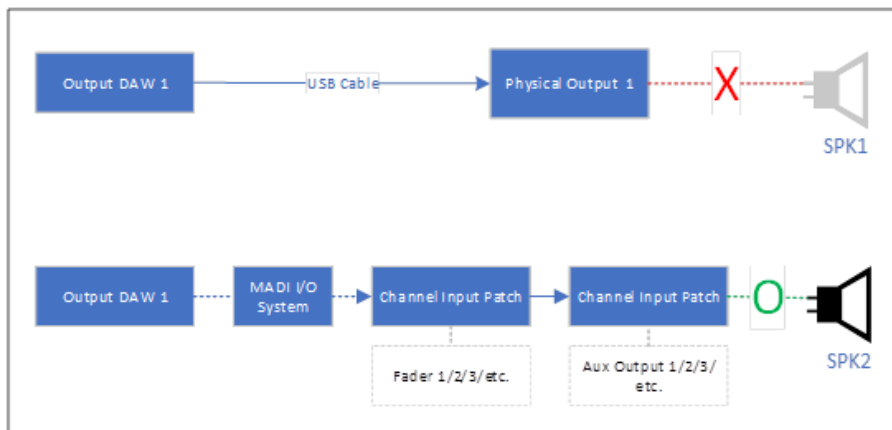 Output DAW 1
USB Cable
Physical Output 1
X
SPK1
Output DAW 1
MADI I/O
System
Channel Input Patch
Channel Input Patch
O
Fader 1/2/3/etc.
Aux Output 1/2/3/
etc.
SPK2